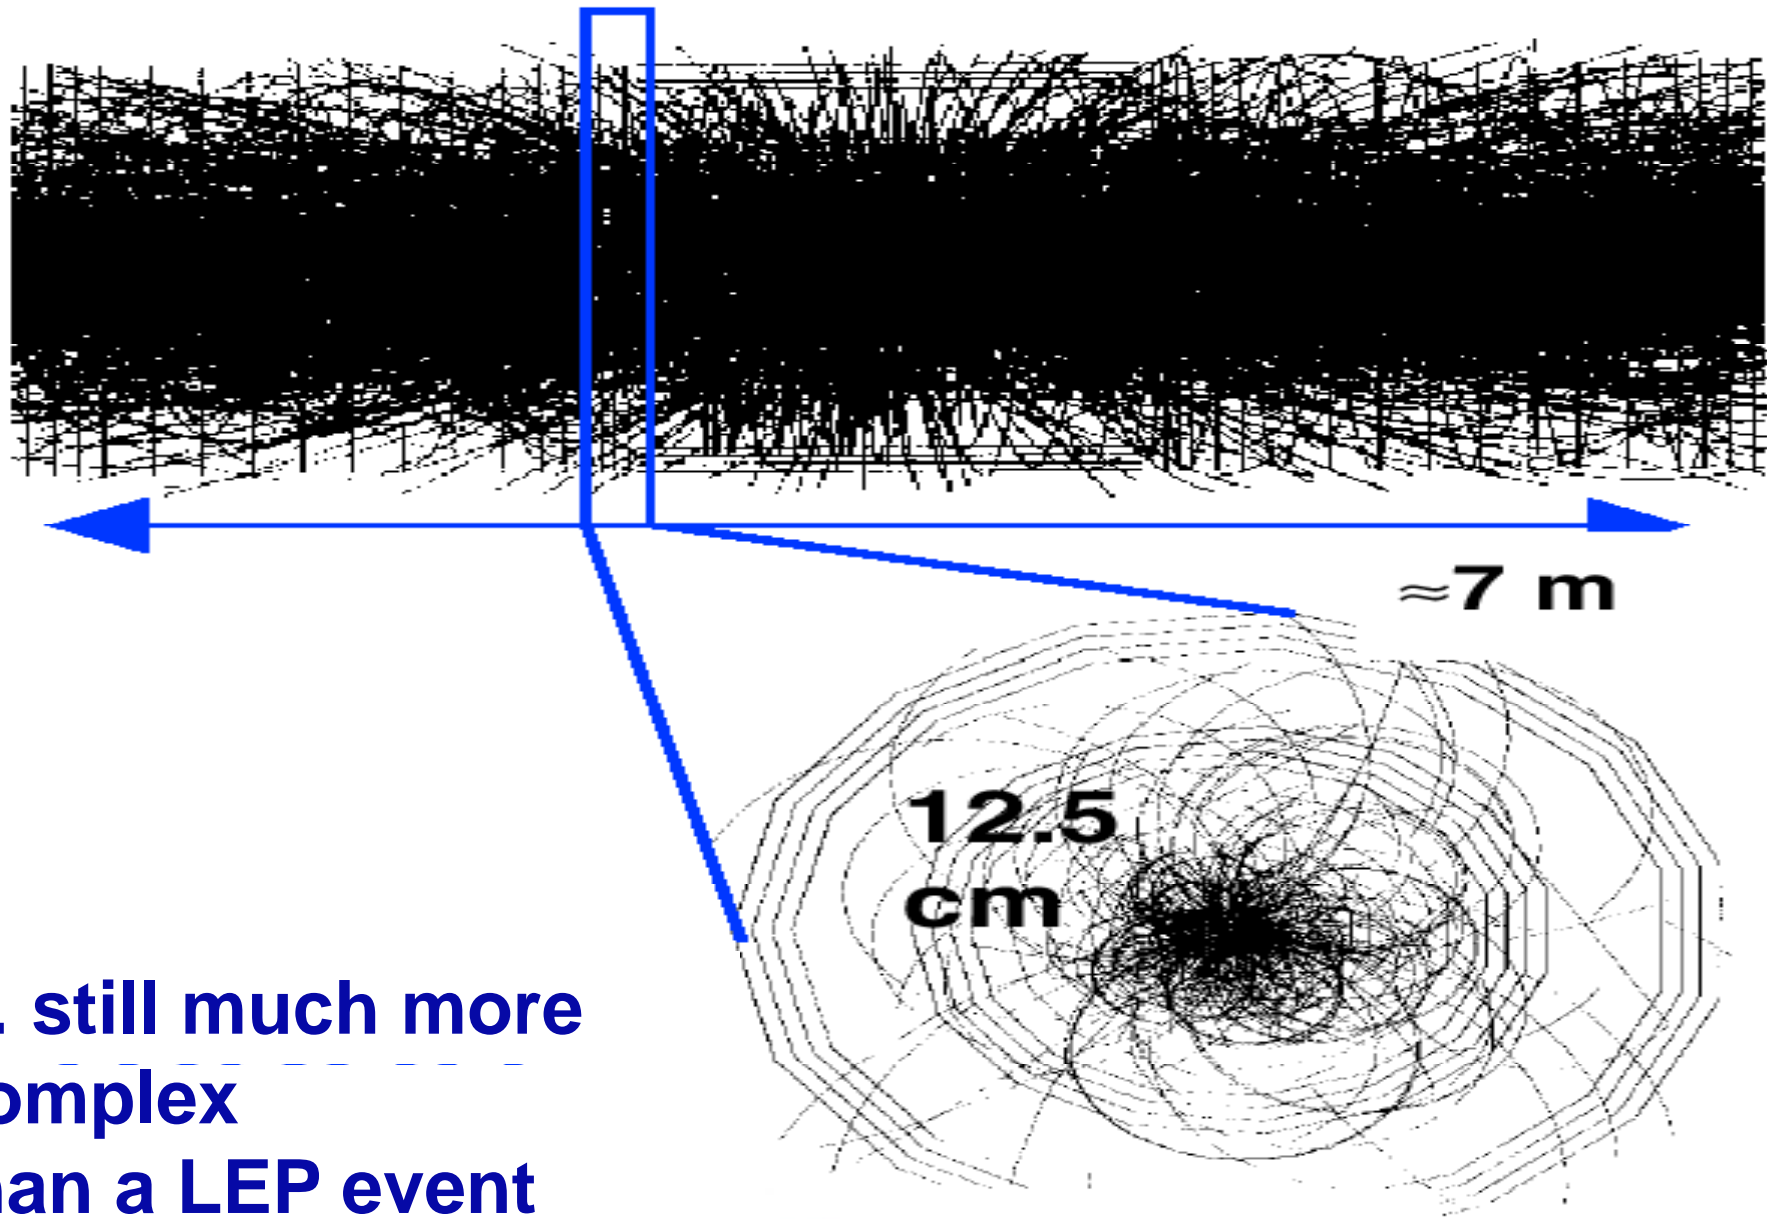 ≈7 m
12.5
cm
. still much more
omplex
an a LEP event